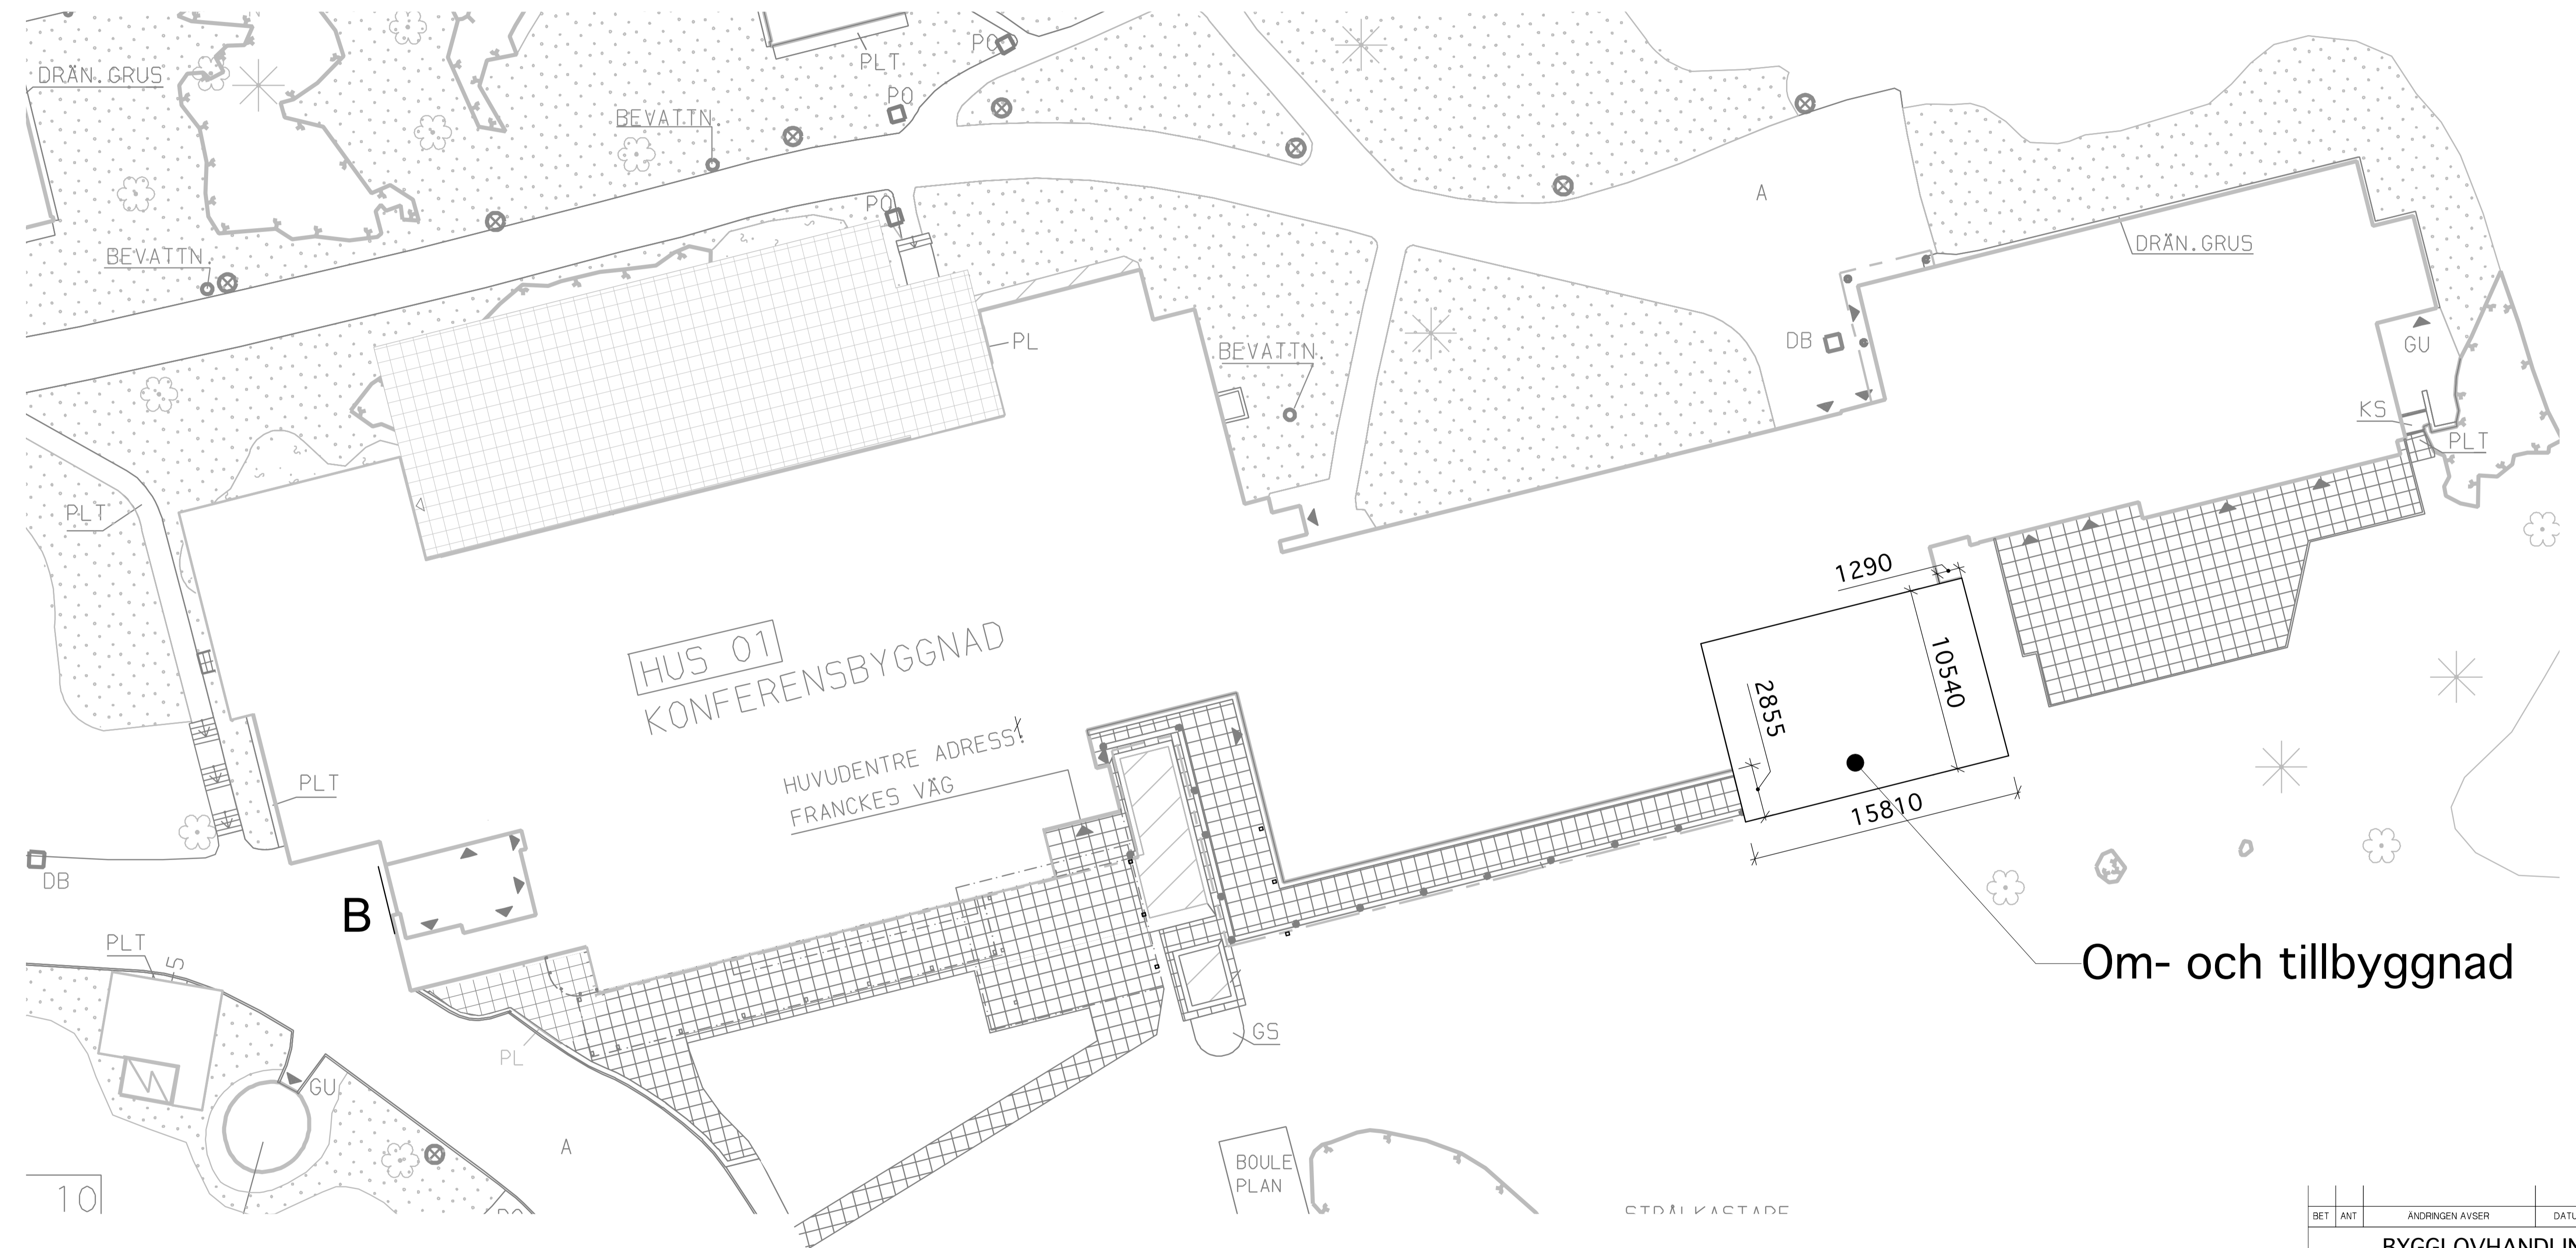 DRÄN.GRUS
PLT
PO
PO
BEVATTN.
A
PO
BEVATTN.
DRÄN.GRUS
PL
BEVATTN.
DB
GU
KS
PLT
PLT
1290
HUS 01
KONFERENSBYGGNAD
10540
2855
HUVUDENTRE ADRESS:
FRANCKES VÄG
PLT
15810
DB
B
PLT
5
Om- och tillbyggnad
PL
GS
GU
A
BOULE
PLAN
10
STRÅLKASTARE
BET ANT ÄNDRINGEN AVSER